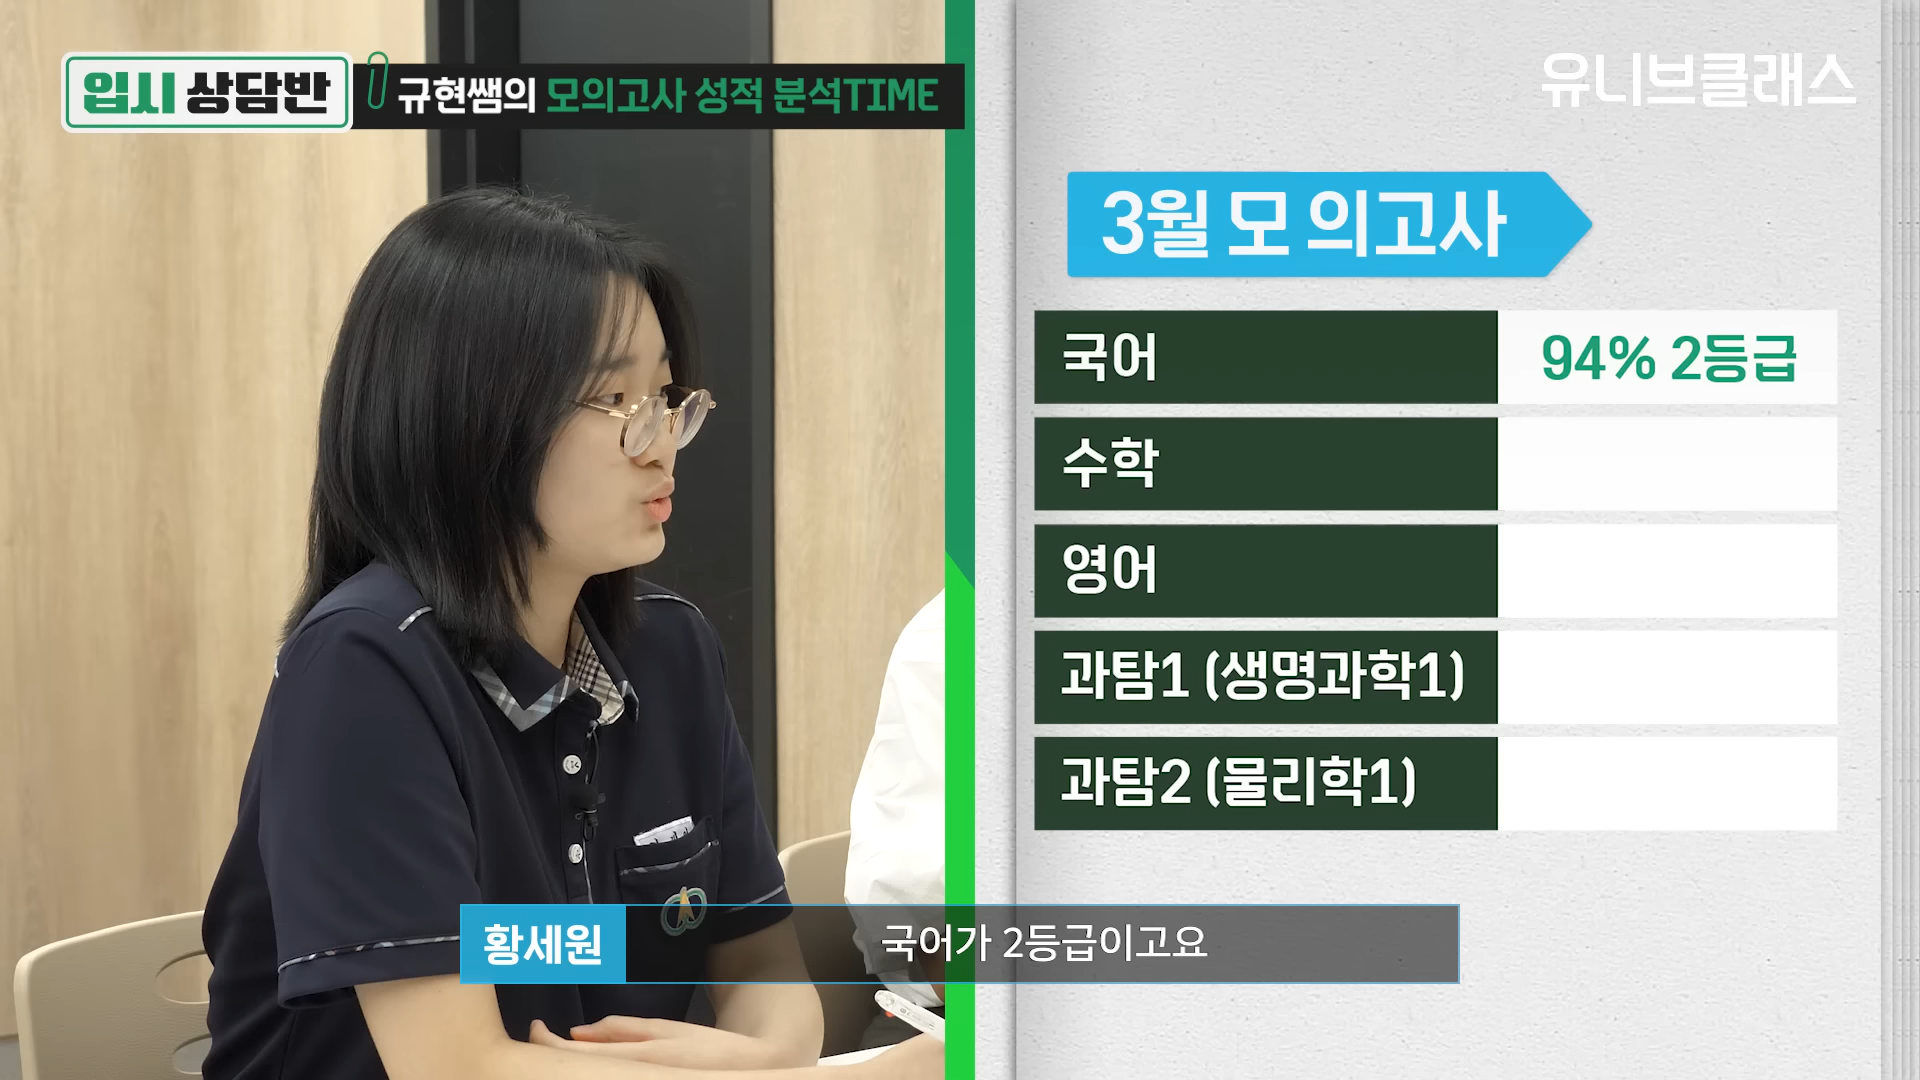 입시 상담반
규현쌤의 모의고사 성적 분석TIME
유니브클래스
3월 모의고사
국어 94% 2등급
수학
영어
과탐1 (생명과학1)
과탐2 (물리학1)
황세원 국어가 2등급이고요